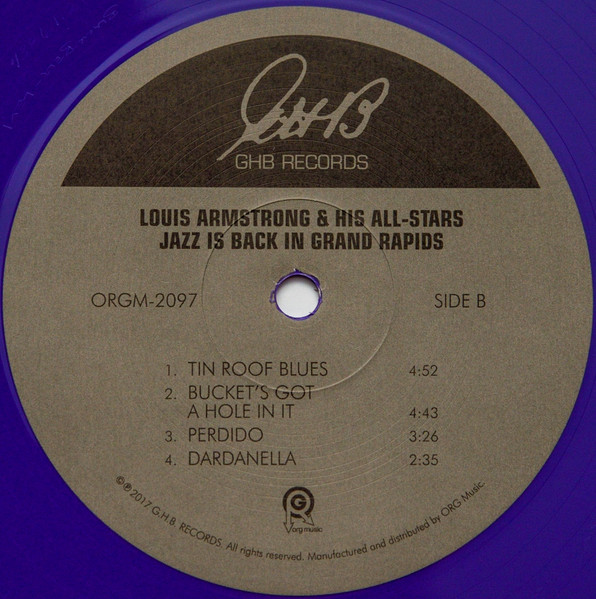 GHB
GHB RECORDS
LOUIS ARMSTRONG & HIS ALL-STARS
JAZZ IS BACK IN GRAND RAPIDS
ORGM-2097 SIDE B
1. TIN ROOF BLUES 4:52
2. BUCKET'S GOT
A HOLE IN IT 4:43
3. PERDIDO 3:26
4. DARDANELLA 2:35
RG
org music
©℗2017 G.H.B. RECORDS. All rights reserved. Manufactured and distributed by ORG Music.